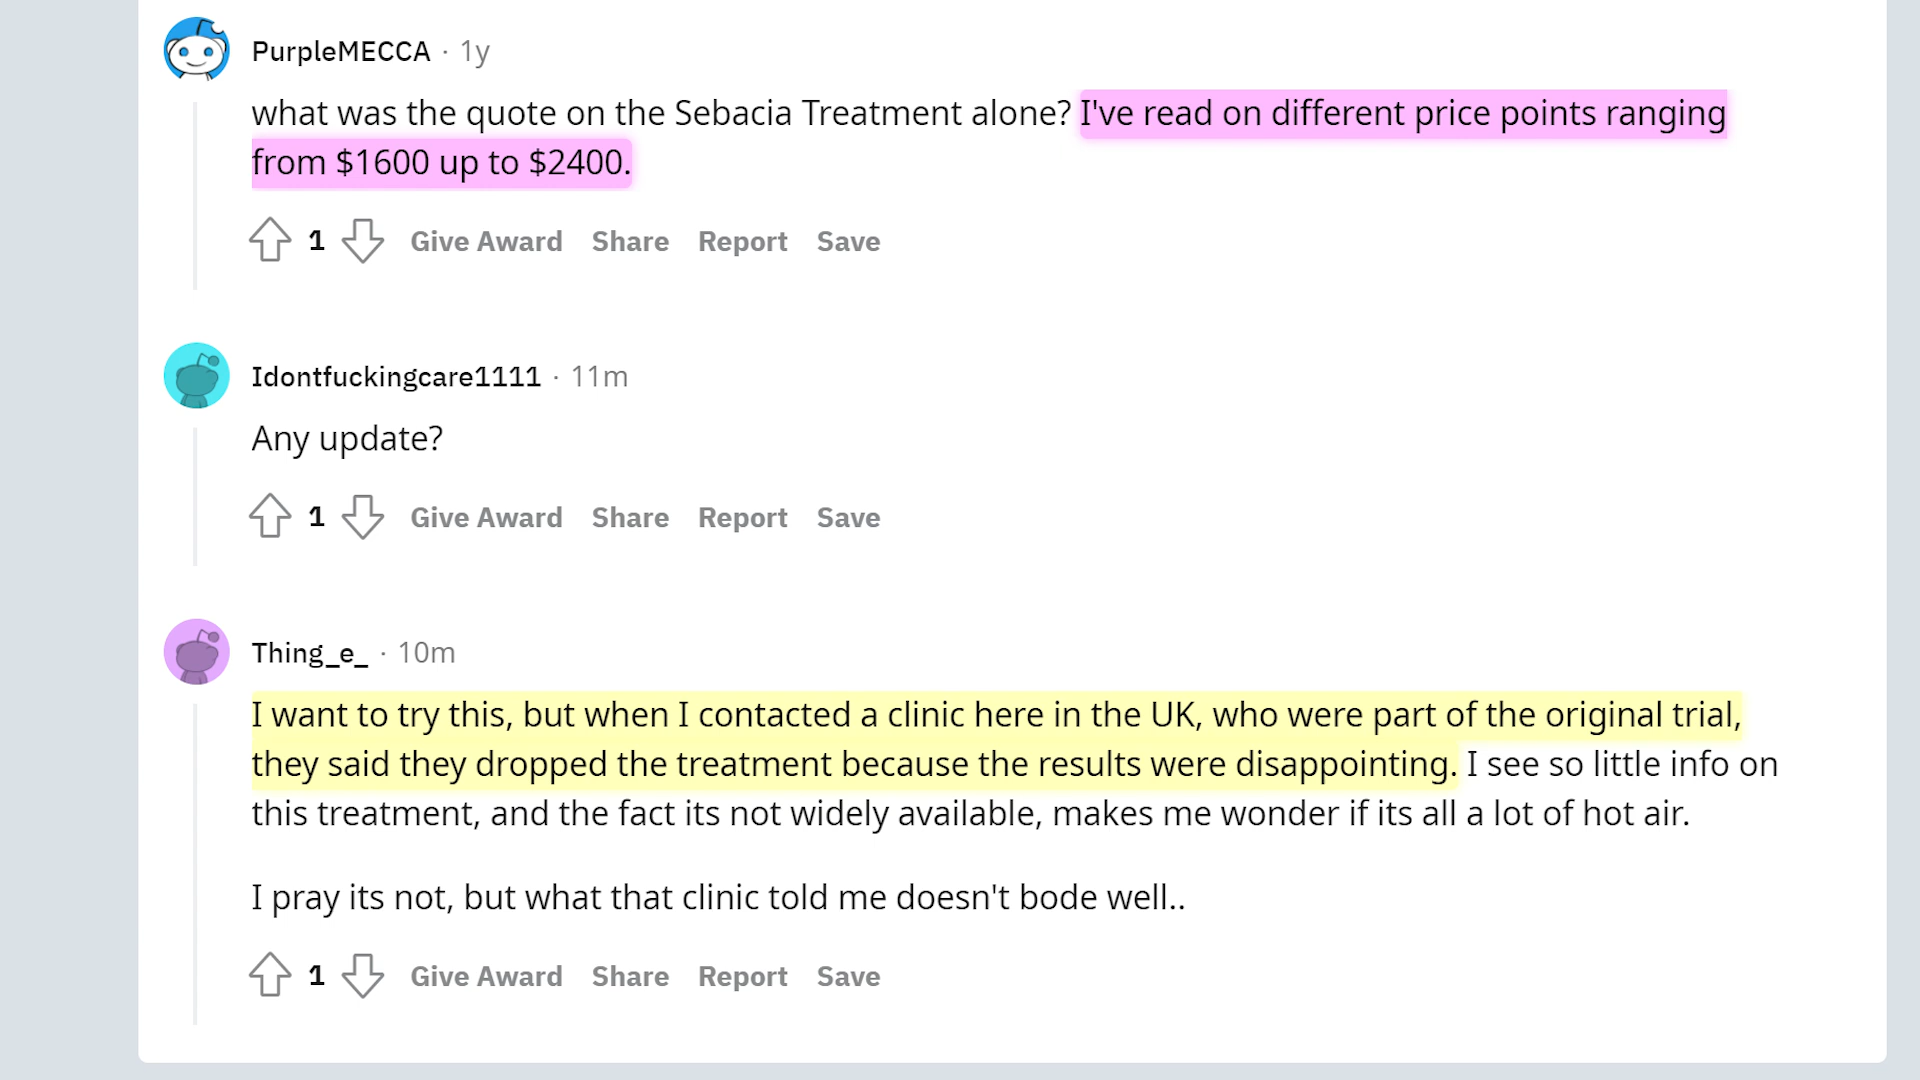 PurpleMECCA · 1y
what was the quote on the Sebacia Treatment alone? I've read on different price points ranging
from $1600 up to $2400.
1 Give Award Share Report Save
Idontfuckingcare1111 · 11m
Any update?
1 Give Award Share Report Save
Thing_e_ · 10m
I want to try this, but when I contacted a clinic here in the UK, who were part of the original trial,
they said they dropped the treatment because the results were disappointing. I see so little info on
this treatment, and the fact its not widely available, makes me wonder if its all a lot of hot air.
I pray its not, but what that clinic told me doesn't bode well..
1 Give Award Share Report Save